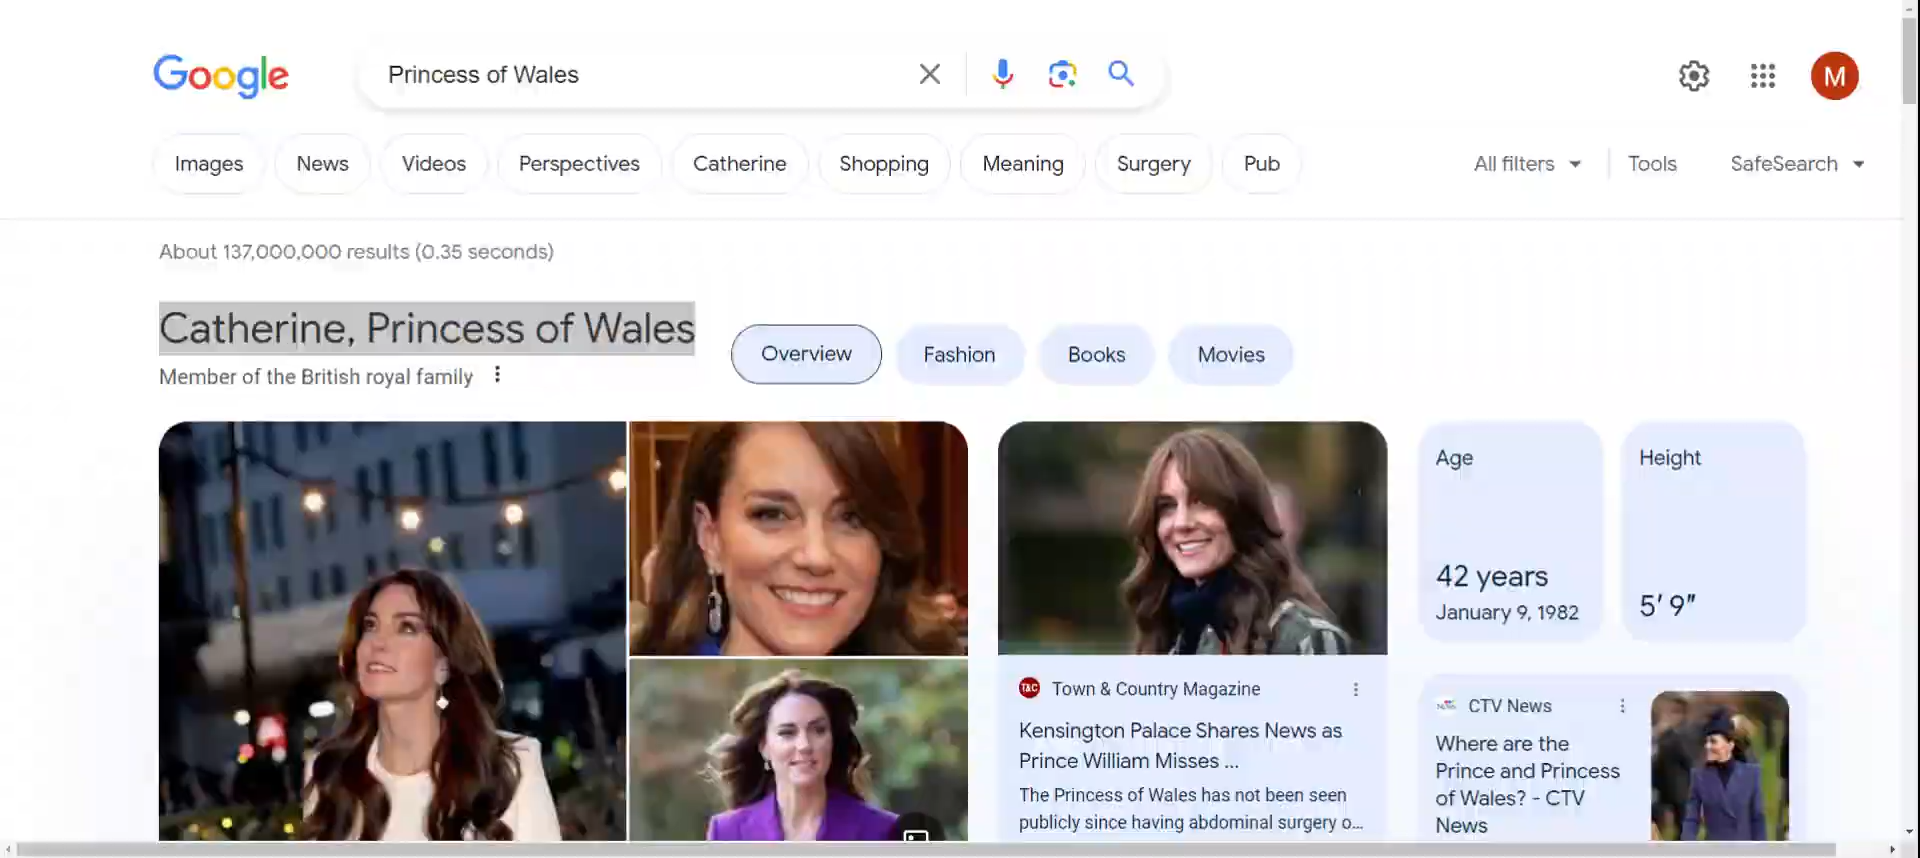 Google
Princess of Wales
M
Images
News
Videos
Perspectives
Catherine
Shopping
Meaning
Surgery
Pub
All filters
Tools
SafeSearch
About 137,000,000 results (0.35 seconds)
Catherine, Princess of Wales
Member of the British royal family
Overview
Fashion
Books
Movies
T&C Town & Country Magazine
Kensington Palace Shares News as
Prince William Misses ...
The Princess of Wales has not been seen
publicly since having abdominal surgery o...
Age
42 years
January 9, 1982
Height
5' 9"
CTV News
Where are the
Prince and Princess
of Wales? - CTV
News